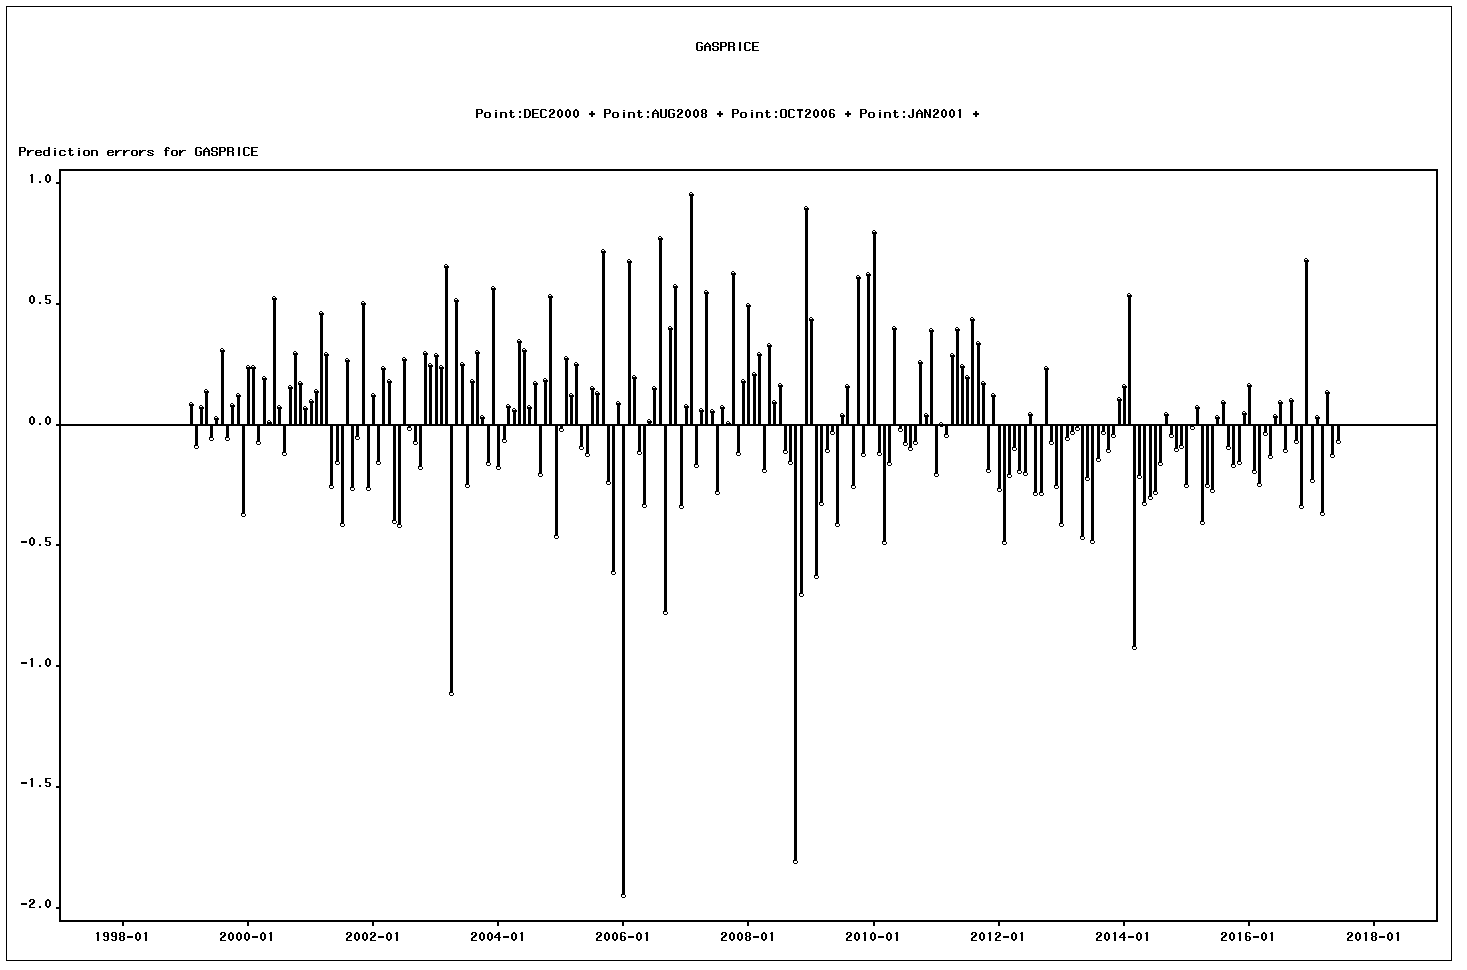 GASPRICE
Point:DEC2000 + Point:AUG2008 + Point:OCT2006 + Point:JAN2001 +
Prediction errors for GASPRICE
1.0
0.5
0.0
-0.5
-1.0
-1.5
-2.0
1998-01 2000-01 2002-01 2004-01 2006-01 2008-01 2010-01 2012-01 2014-01 2016-01 2018-01